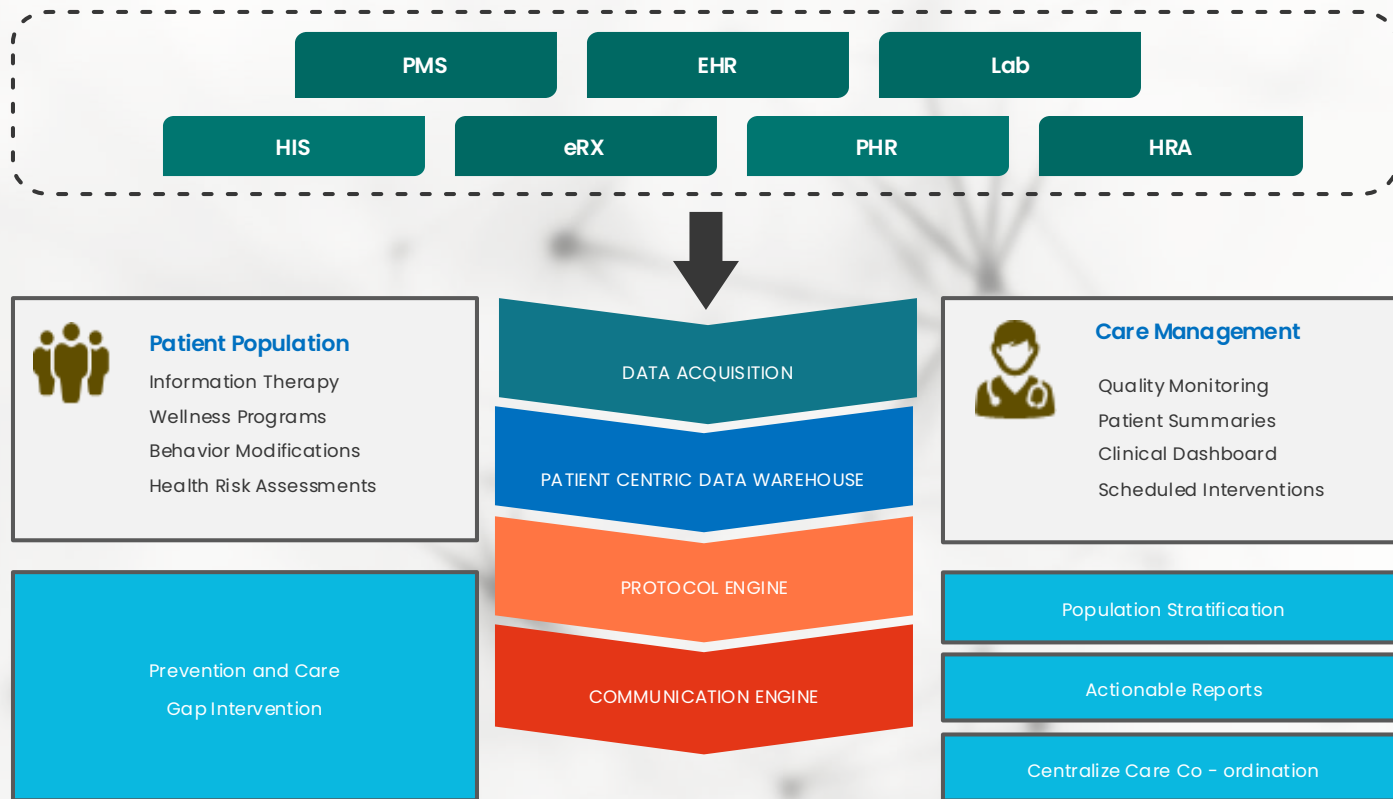 PMS
EHR
Lab
HIS
eRX
PHR
HRA
Patient Population
Information Therapy
Wellness Programs
Behavior Modifications
Health Risk Assessments
Prevention and Care
Gap Intervention
DATA ACQUISITION
PATIENT CENTRIC DATA WAREHOUSE
PROTOCOL ENGINE
COMMUNICATION ENGINE
Care Management
Quality Monitoring
Patient Summaries
Clinical Dashboard
Scheduled Interventions
Population Stratification
Actionable Reports
Centralize Care Co - ordination